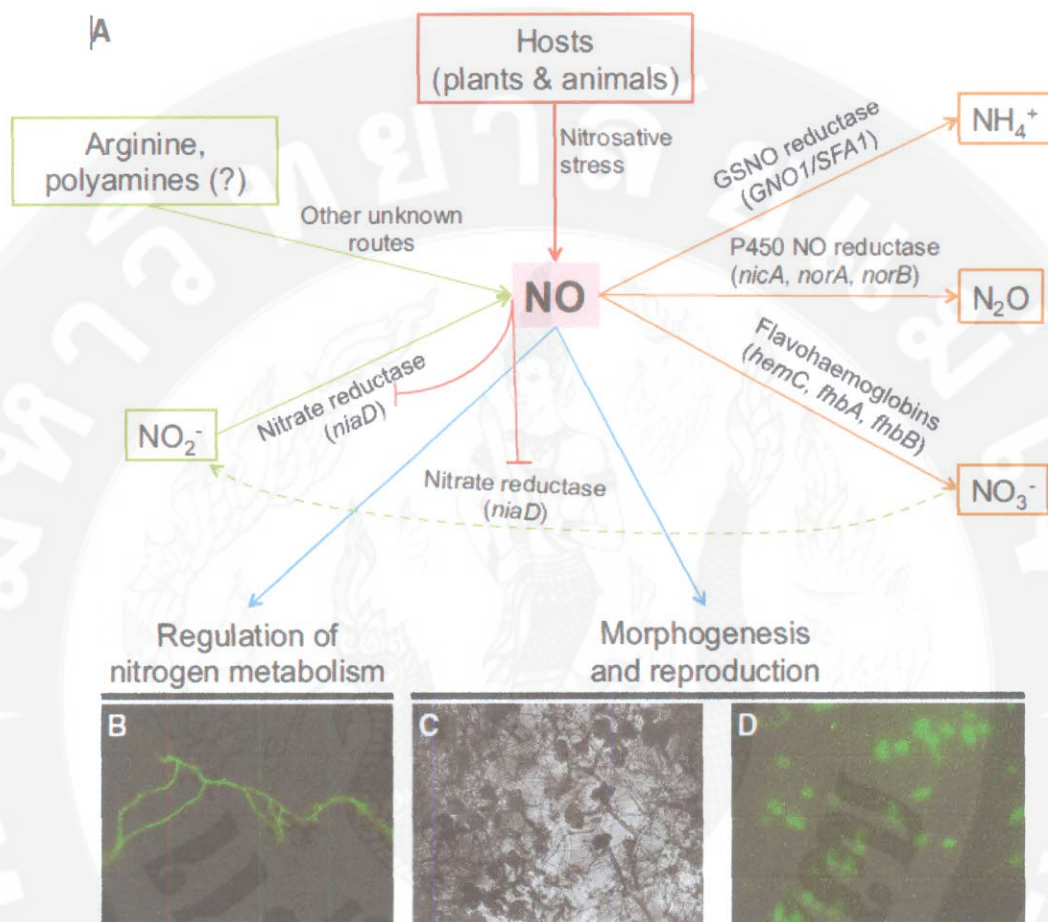 A
Hosts
(plants & animals)
Arginine,
polyamines (?)
Nitrosative
stress
GSNO reductase
(GNO1/SFA1)
NH₄⁺
Other unknown
routes
P450 NO reductase
(nicA, norA, norB)
NO
N₂O
Flavohaemoglobins
(hemC, fhbA, fhbB)
Nitrate reductase
(niaD)
NO₂⁻
Nitrate reductase
(niaD)
NO₃⁻
Regulation of
nitrogen metabolism
Morphogenesis
and reproduction
B
C
D